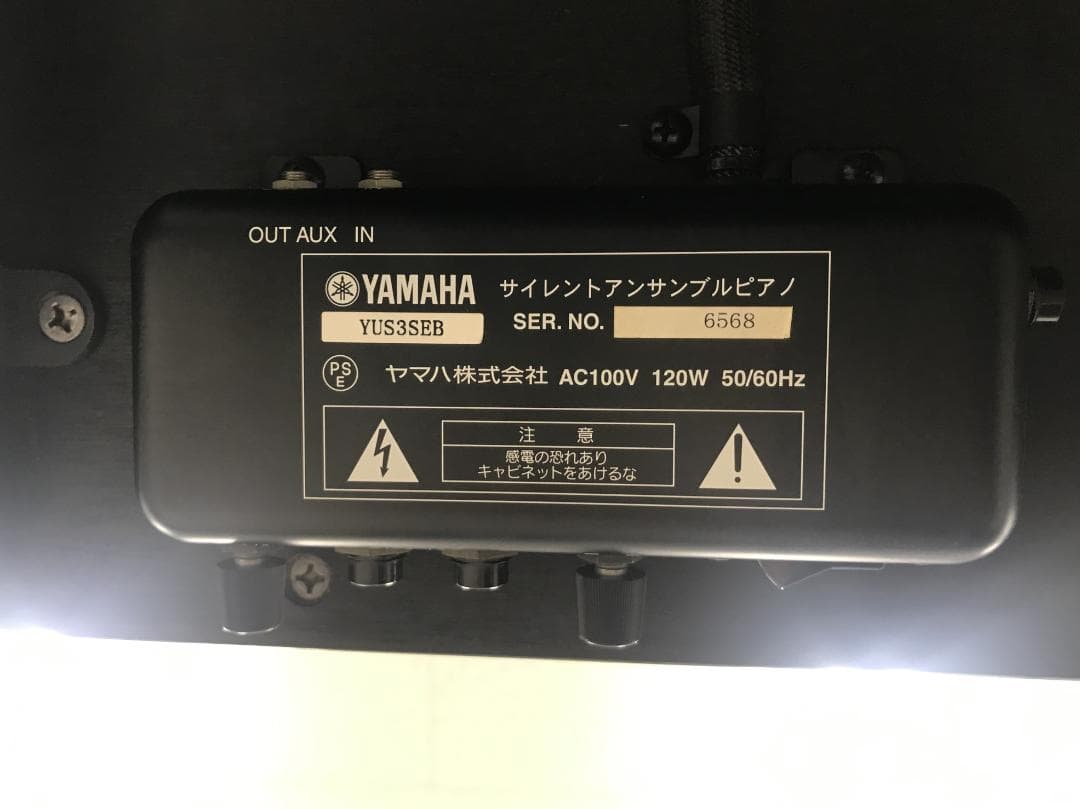 OUT AUX IN
YAMAHA サイレントアンサンブルピアノ
YUS3SEB SER. NO. 6568
PS
E
ヤマハ株式会社 AC100V 120W 50/60Hz
注 意
感電の恐れあり
キャビネットをあけるな